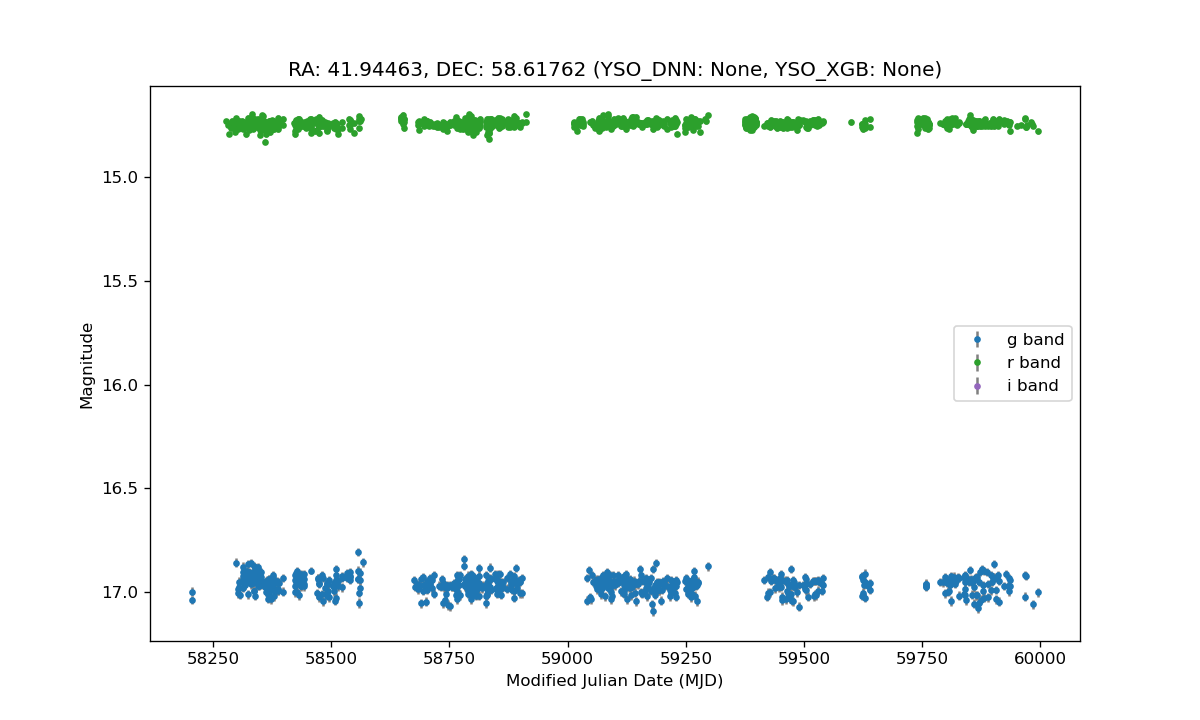 RA: 41.94463, DEC: 58.61762 (YSO_DNN: None, YSO_XGB: None)
Magnitude
15.0
15.5
16.0
16.5
17.0
g band
r band
i band
58250 58500 58750 59000 59250 59500 59750 60000
Modified Julian Date (MJD)